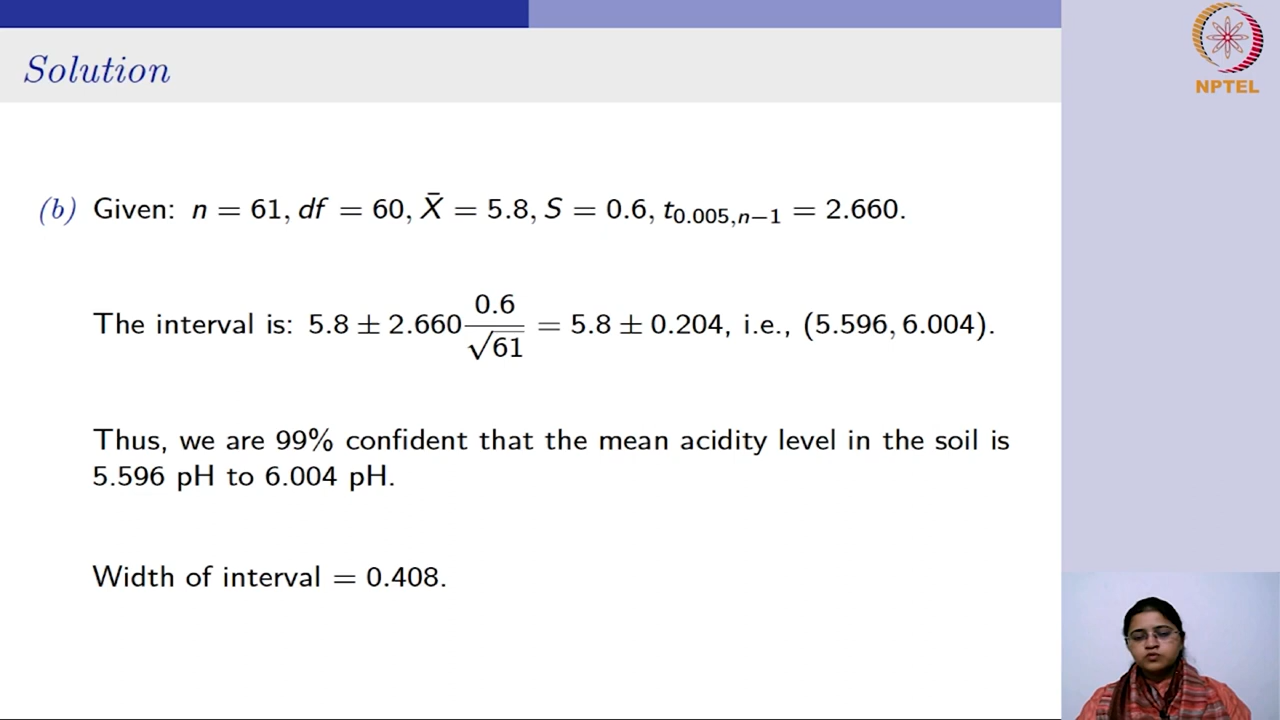 Solution
NPTEL
(b) Given: n = 61, df = 60, X̄ = 5.8, S = 0.6, t₀.₀₀₅,ₙ₋₁ = 2.660.
The interval is: 5.8 ± 2.660 0.6/√61 = 5.8 ± 0.204, i.e., (5.596, 6.004).
Thus, we are 99% confident that the mean acidity level in the soil is
5.596 pH to 6.004 pH.
Width of interval = 0.408.